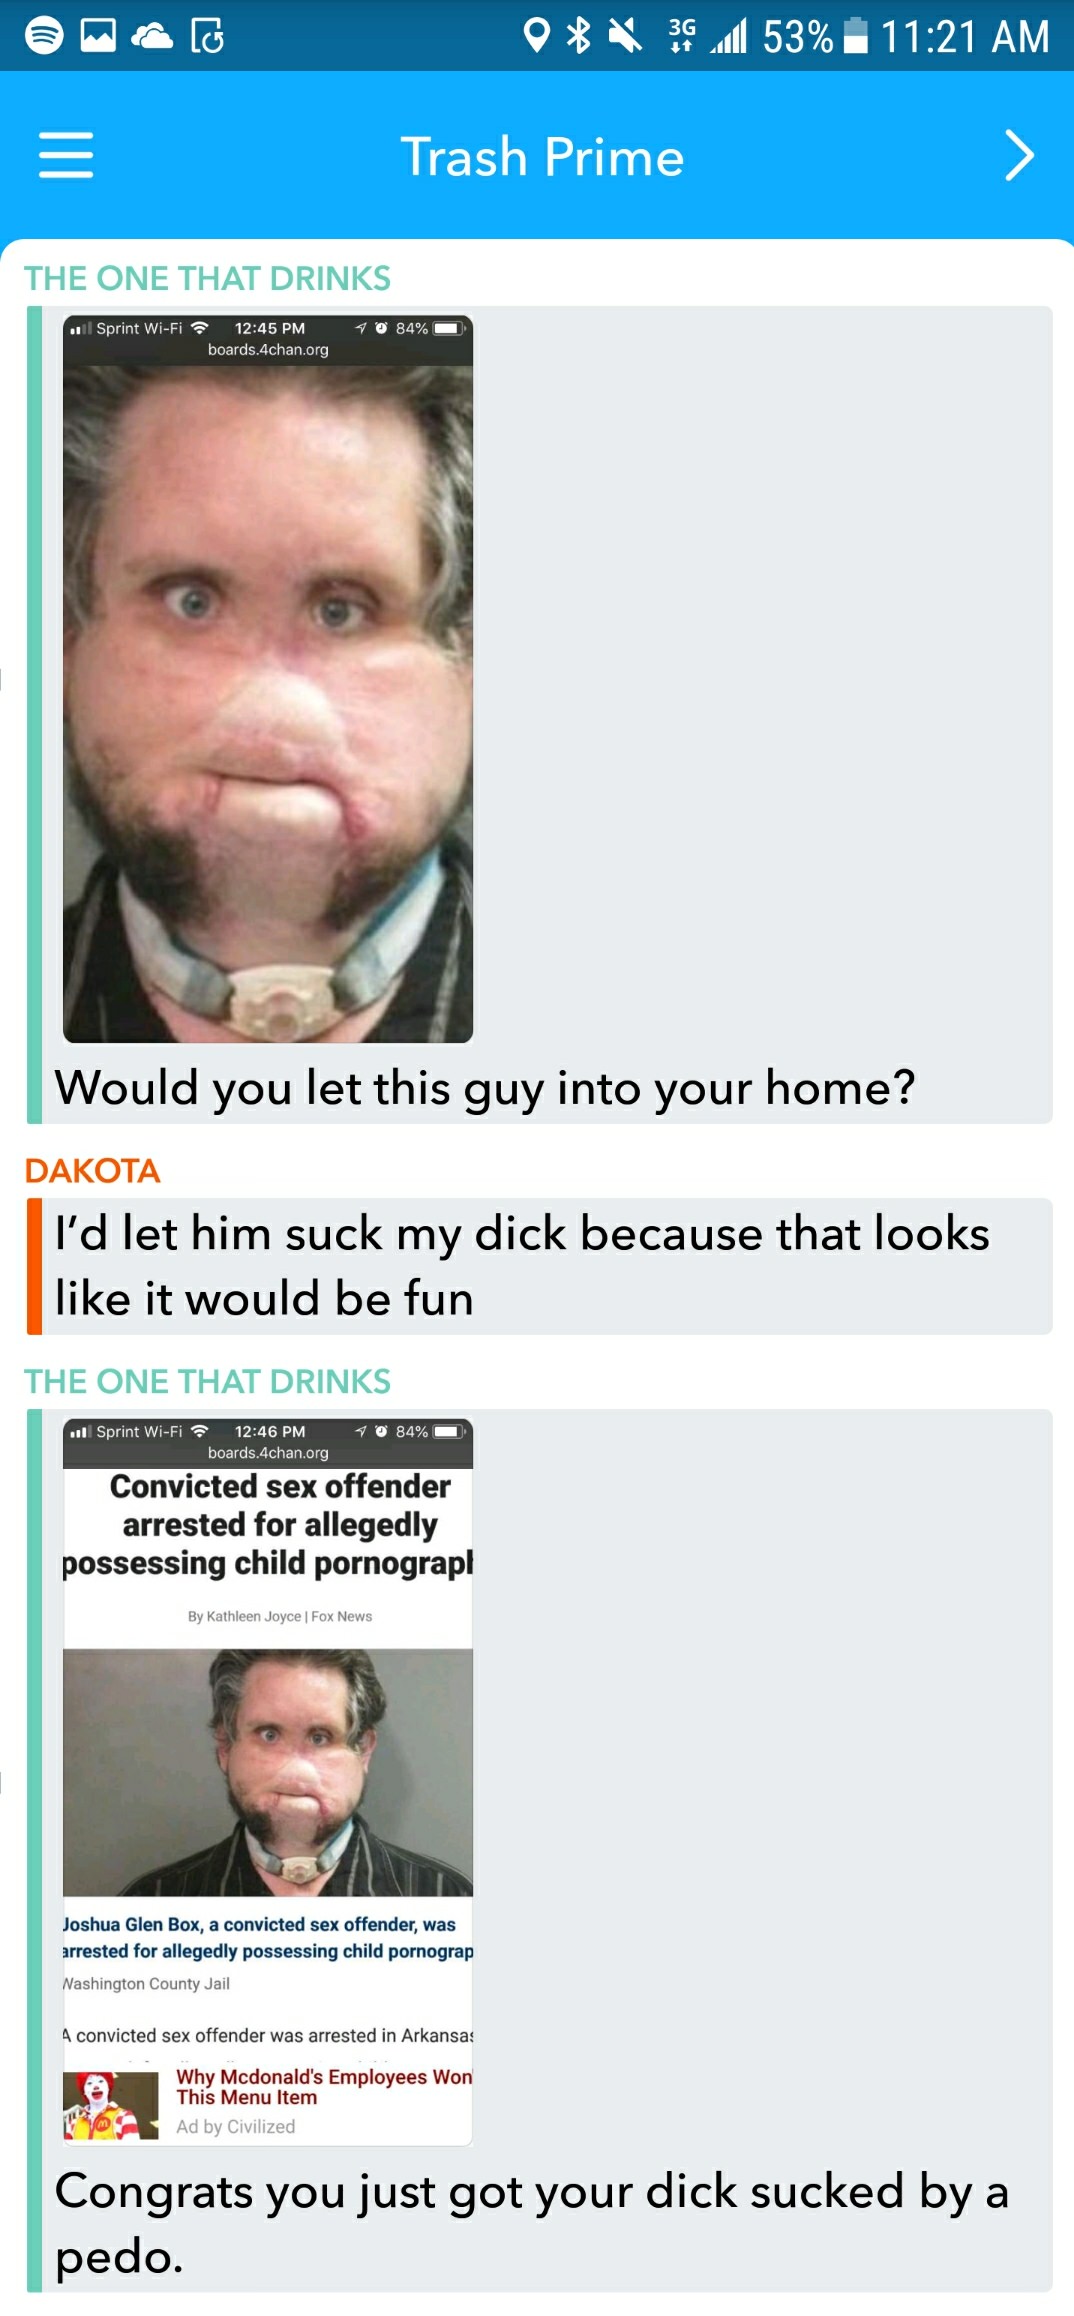 3G 53% 11:21 AM
Trash Prime
THE ONE THAT DRINKS
Sprint Wi-Fi 12:45 PM 84%
boards.4chan.org
Would you let this guy into your home?
DAKOTA
I'd let him suck my dick because that looks
like it would be fun
THE ONE THAT DRINKS
Sprint Wi-Fi 12:46 PM 84%
boards.4chan.org
Convicted sex offender
arrested for allegedly
possessing child pornograph
By Kathleen Joyce | Fox News
Joshua Glen Box, a convicted sex offender, was
arrested for allegedly possessing child pornograp
Washington County Jail
A convicted sex offender was arrested in Arkansas
Why Mcdonald's Employees Won'
This Menu Item
Ad by Civilized
Congrats you just got your dick sucked by a
pedo.